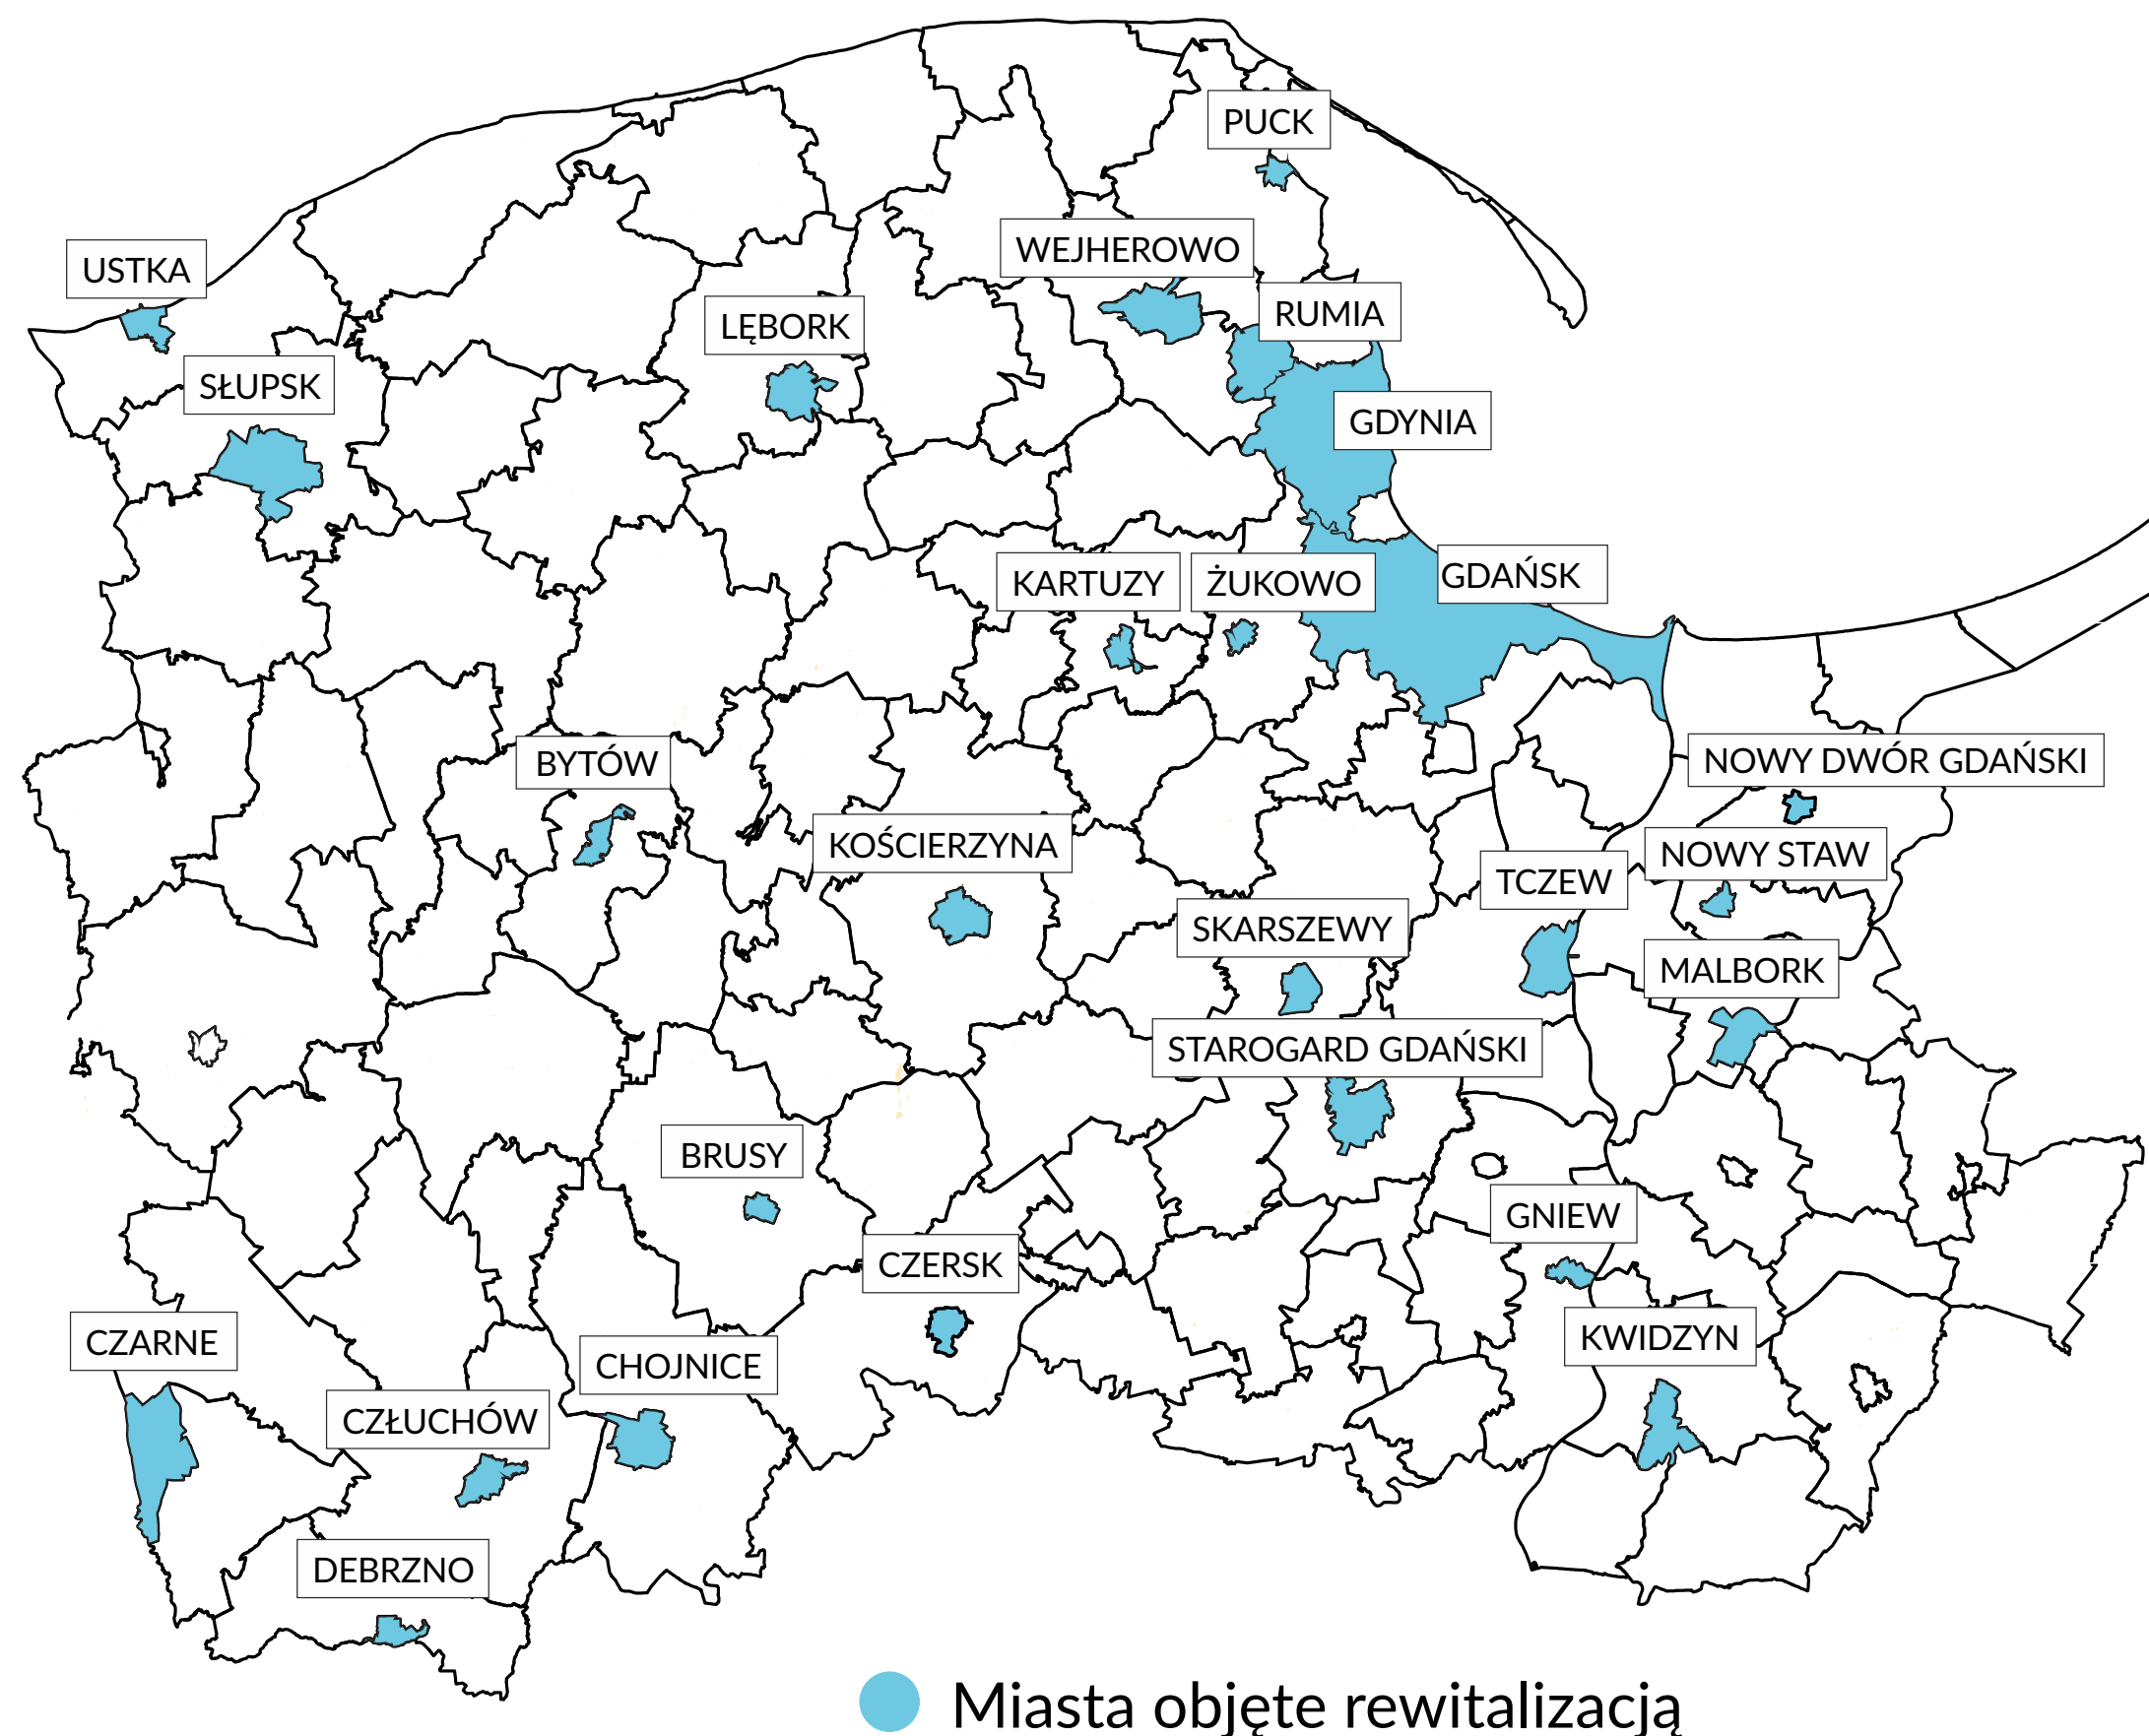 PUCK
WEJHEROWO
USTKA
RUMIA
LĘBORK
SŁUPSK
GDYNIA
GDAŃSK
KARTUZY
ŻUKOWO
NOWY DWÓR GDAŃSKI
BYTÓW
KOŚCIERZYNA
NOWY STAW
TCZEW
SKARSZEWY
MALBORK
STAROGARD GDAŃSKI
BRUSY
GNIEW
CZERSK
KWIDZYN
CZARNE
CHOJNICE
CZŁUCHÓW
DEBRZNO
Miasta objęte rewitalizacją